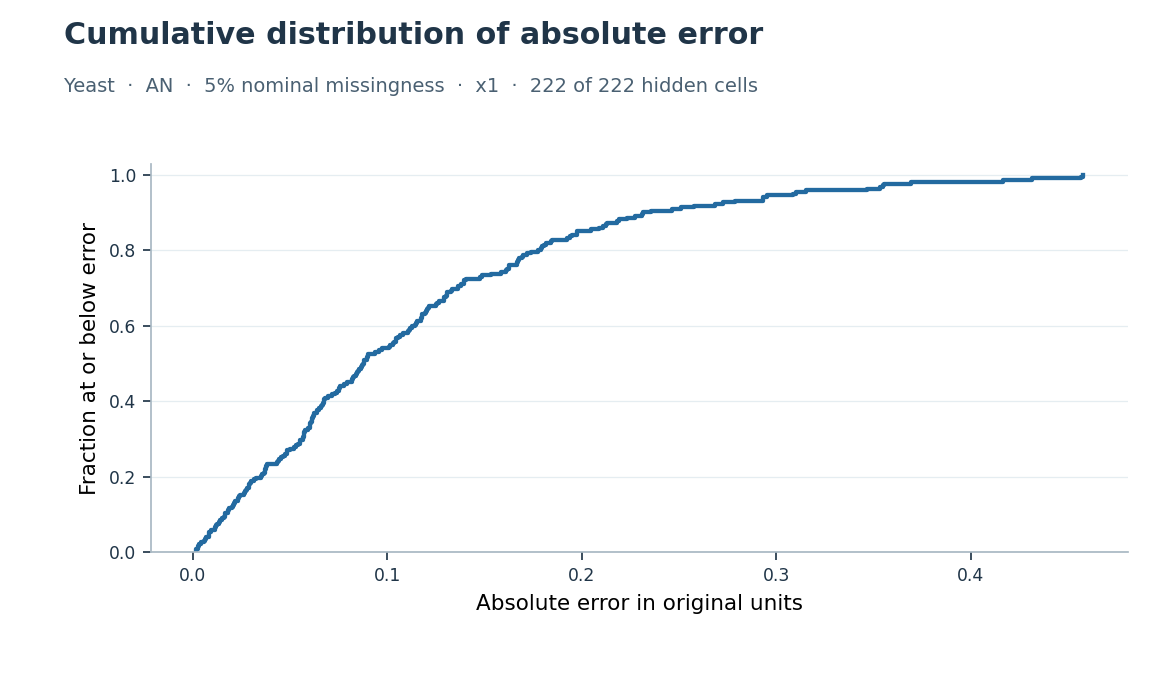 Cumulative distribution of absolute error
Yeast · AN · 5% nominal missingness · x1 · 222 of 222 hidden cells
Fraction at or below error
1.0
0.8
0.6
0.4
0.2
0.0
0.0 0.1 0.2 0.3 0.4
Absolute error in original units